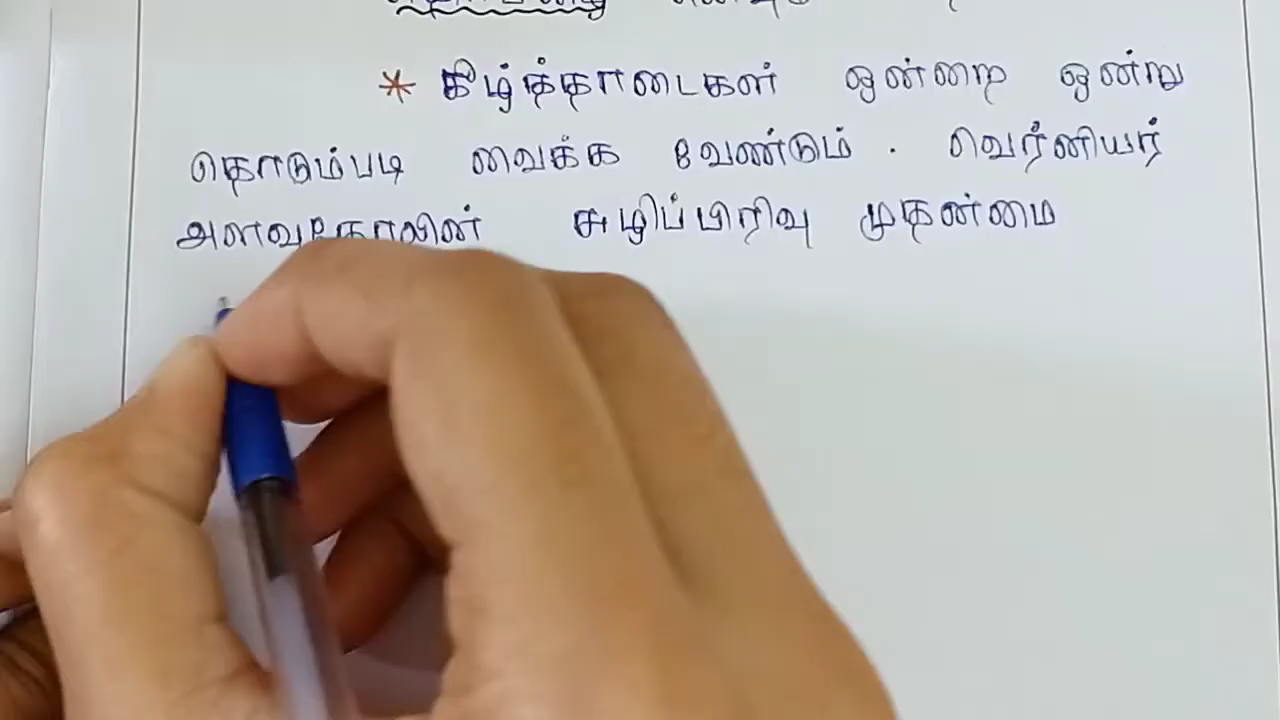 * கீழ்த்தாடைகள் ஒன்றை ஒன்று
தொடும்படி வைக்க வேண்டும். வெர்னியர்
அளவுகோலின் சுழிப்பிரிவு முதன்மை